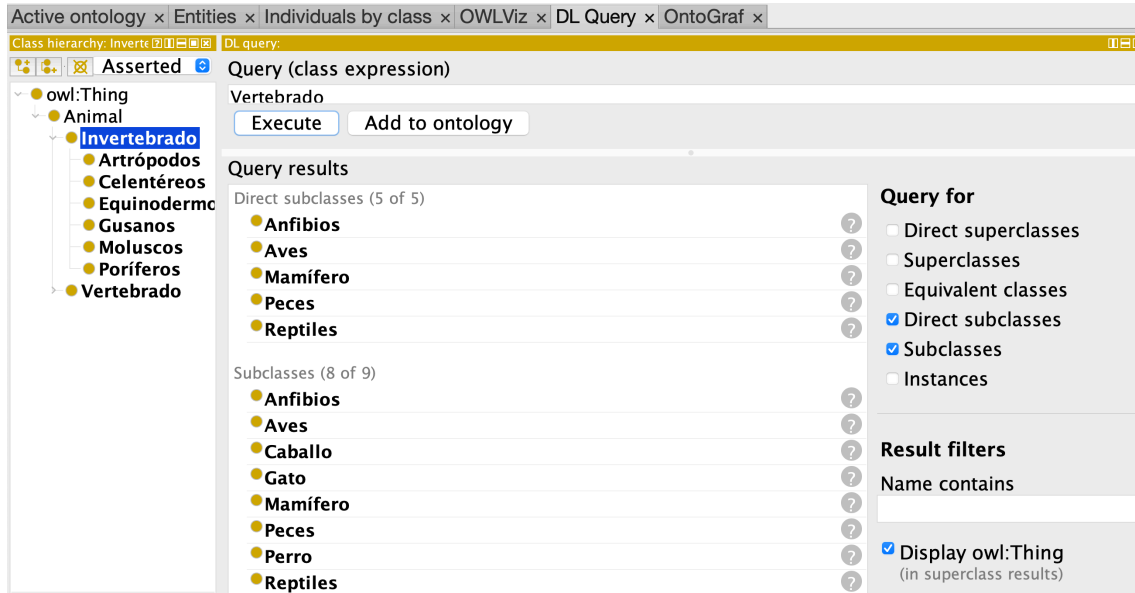 Active ontology × Entities × Individuals by class × OWLViz × DL Query × OntoGraf ×
Class hierarchy: Inverte
DL query:
Asserted
owl:Thing
Animal
Invertebrado
Artrópodos
Celentéreos
Equinodermo
Gusanos
Moluscos
Poríferos
Vertebrado
Query (class expression)
Vertebrado
Execute
Add to ontology
Query results
Direct subclasses (5 of 5)
Anfibios ?
Aves ?
Mamífero ?
Peces ?
Reptiles ?
Subclasses (8 of 9)
Anfibios ?
Aves ?
Caballo ?
Gato ?
Mamífero ?
Peces ?
Perro ?
Reptiles ?
Query for
Direct superclasses
Superclasses
Equivalent classes
Direct subclasses
Subclasses
Instances
Result filters
Name contains
Display owl:Thing
(in superclass results)